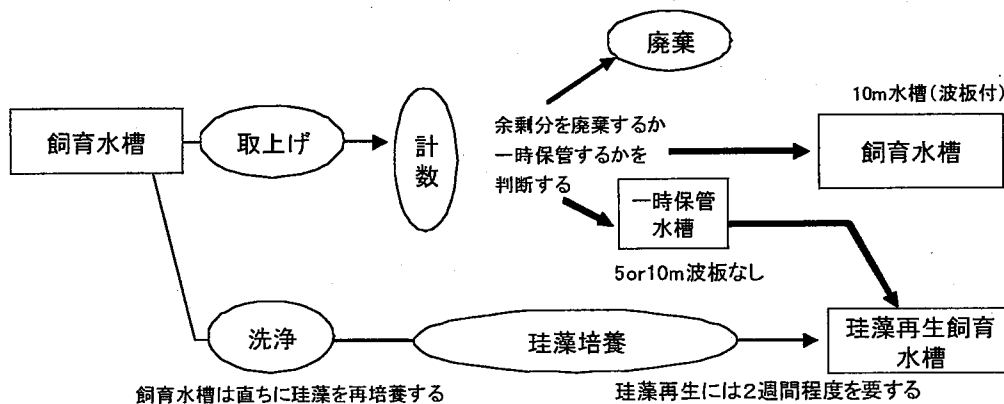 廃棄
10m水槽(波板付)
飼育水槽
取上げ
計数
余剰分を廃棄するか
一時保管するかを
判断する
飼育水槽
一時保管
水槽
5or10m波板なし
洗浄
珪藻培養
珪藻再生飼育
水槽
飼育水槽は直ちに珪藻を再培養する
珪藻再生には2週間程度を要する